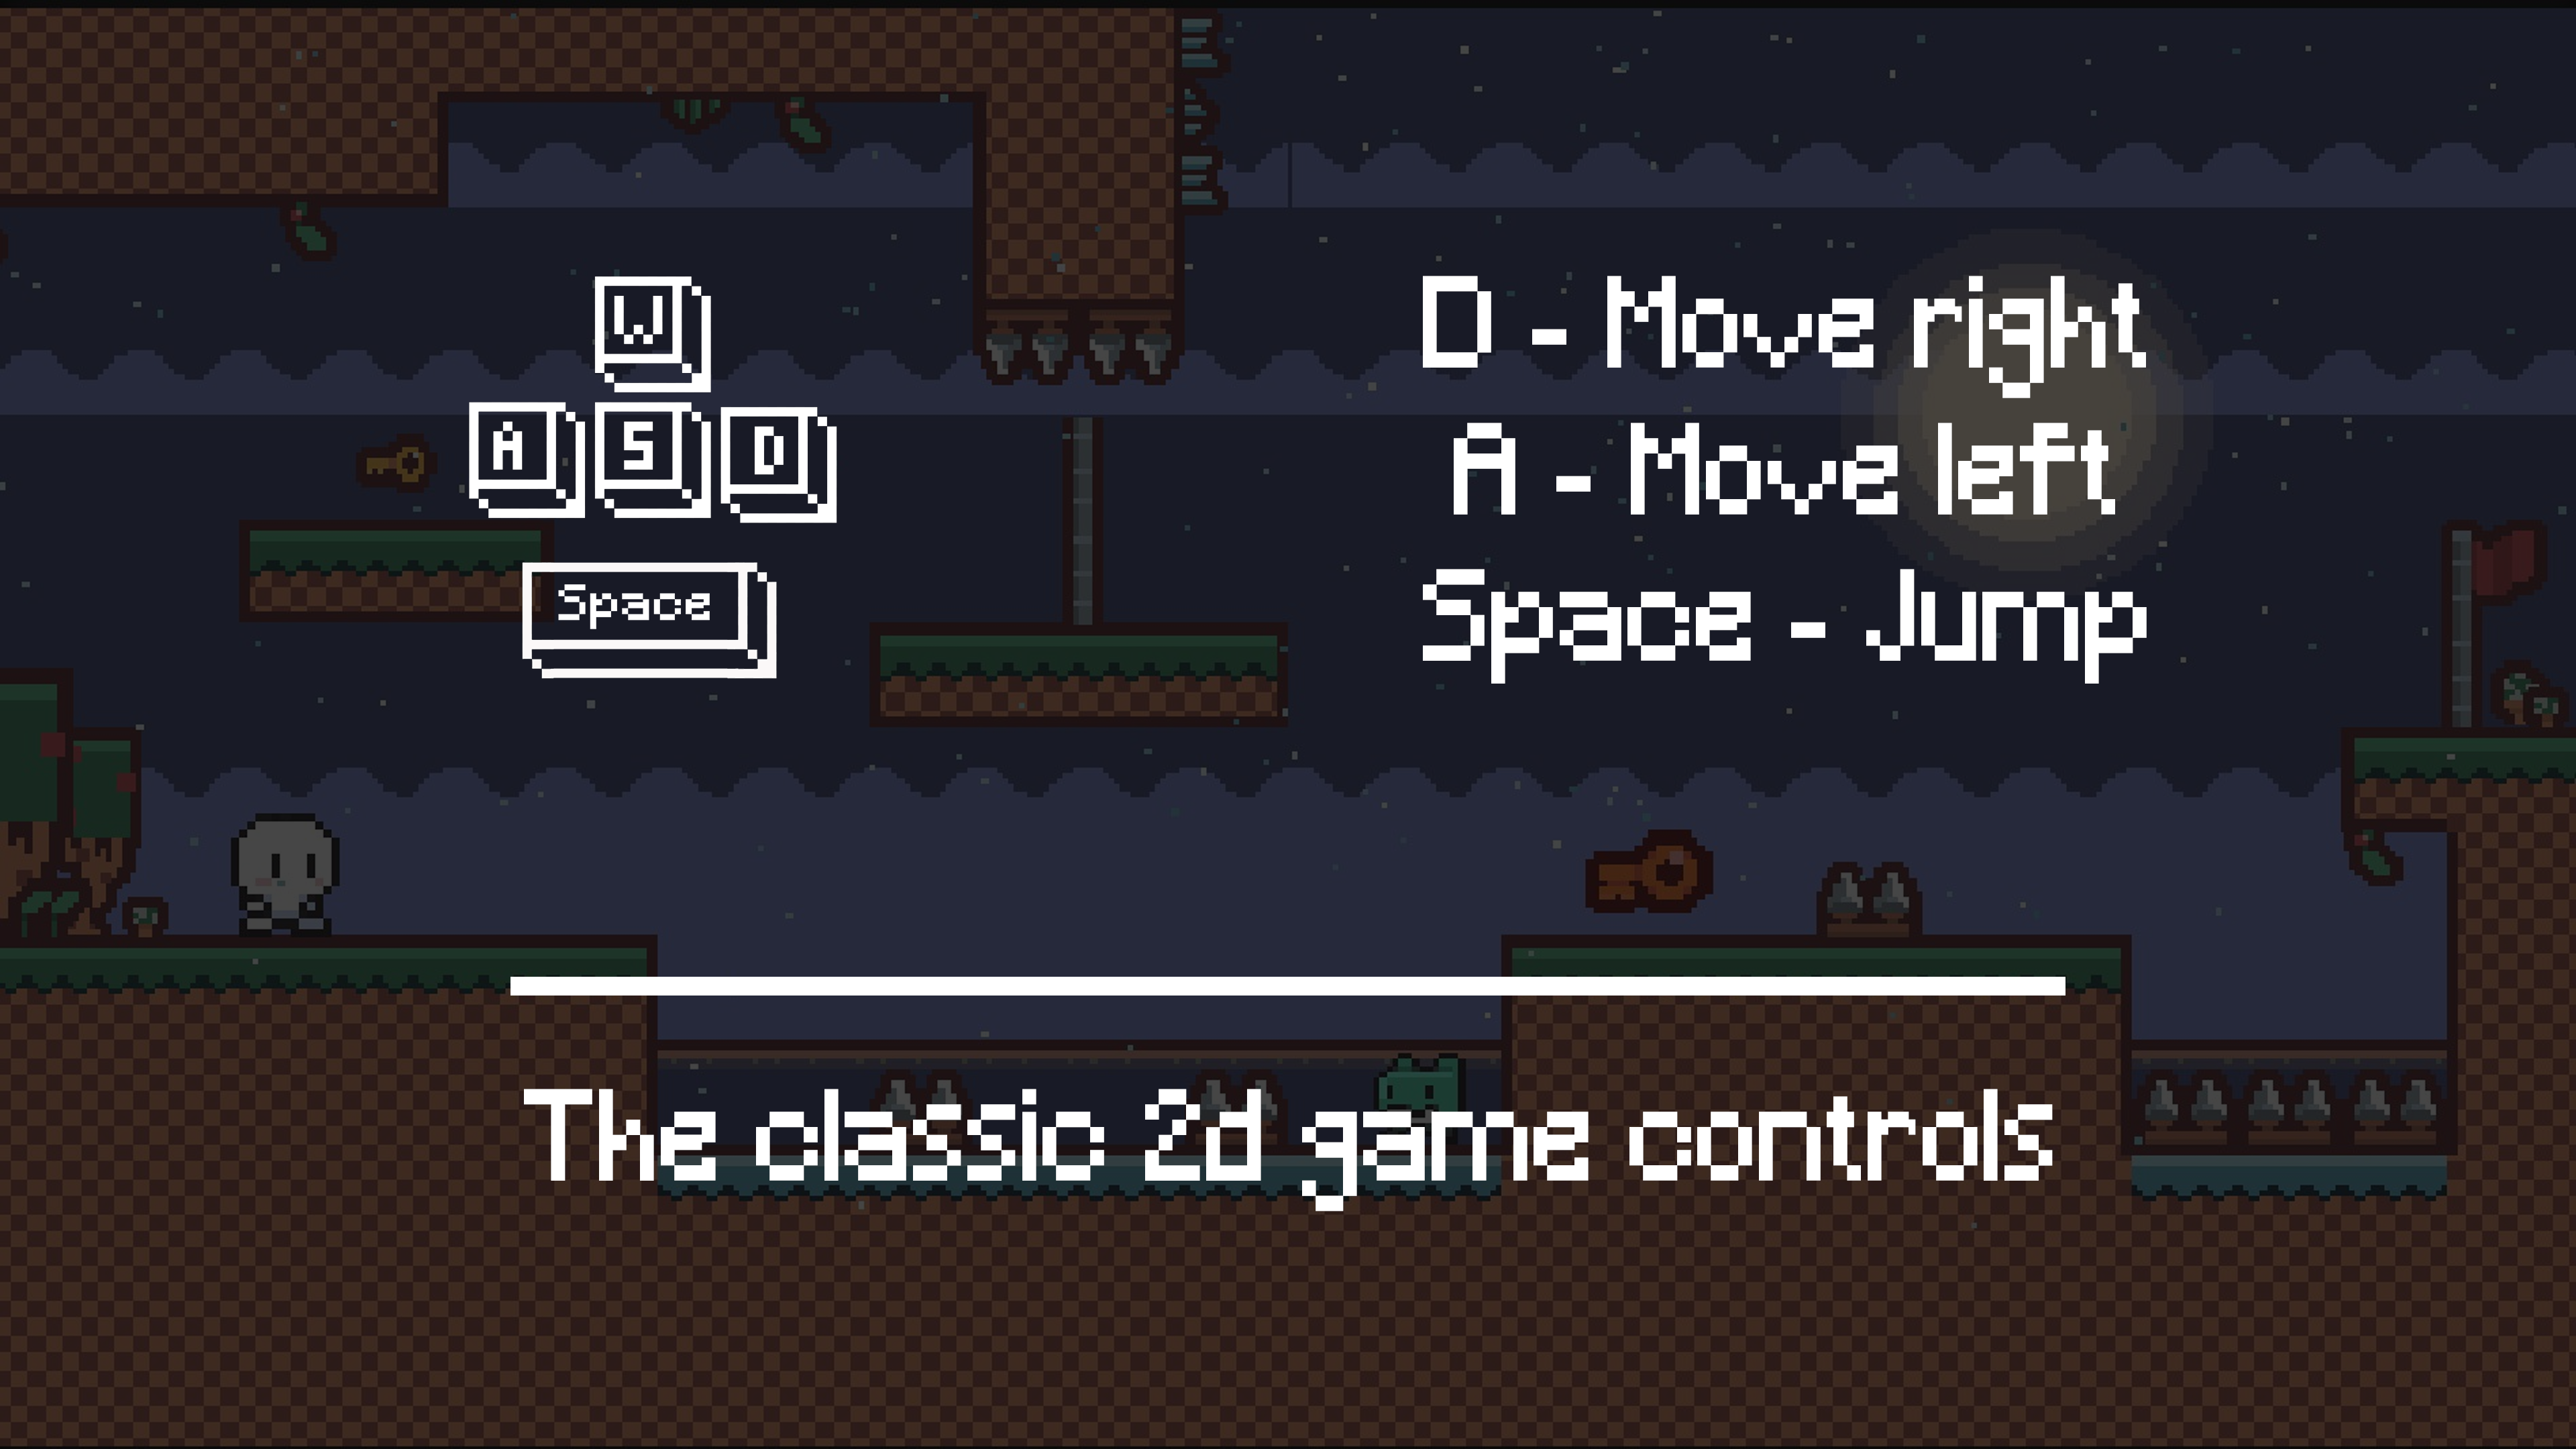 W
A S D
Space
D - Move right
A - Move left
Space - Jump
The classic 2d game controls